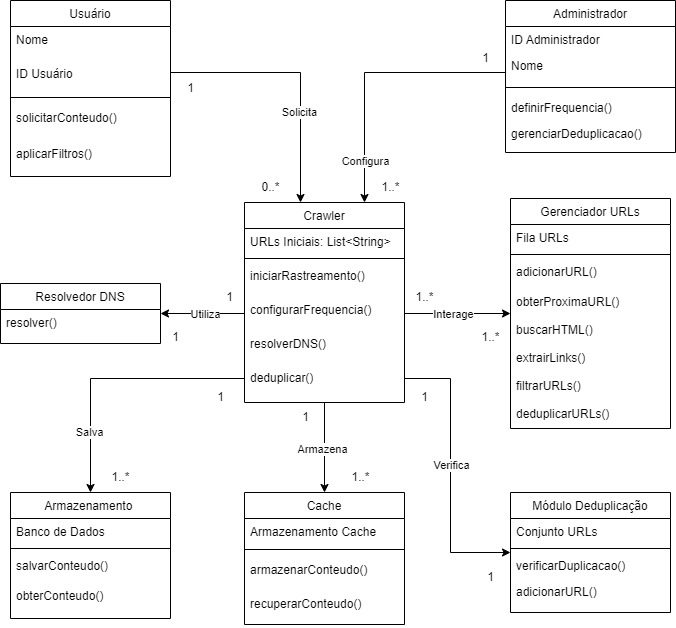 Usuário
Nome
ID Usuário
solicitarConteudo()
aplicarFiltros()
Administrador
ID Administrador
Nome
definirFrequencia()
gerenciarDeduplicacao()
1
Solicita
0..*
1
Configura
1..*
Crawler
URLs Iniciais: List<String>
iniciarRastreamento()
configurarFrequencia()
resolverDNS()
deduplicar()
Gerenciador URLs
Fila URLs
adicionarURL()
obterProximaURL()
buscarHTML()
extrairLinks()
filtrarURLs()
deduplicarURLs()
Resolvedor DNS
resolver()
1
Utiliza
1
1..*
Interage
1..*
1
Salva
1..*
1
Armazena
1..*
1
Verifica
1
Armazenamento
Banco de Dados
salvarConteudo()
obterConteudo()
Cache
Armazenamento Cache
armazenarConteudo()
recuperarConteudo()
Módulo Deduplicação
Conjunto URLs
verificarDuplicacao()
adicionarURL()